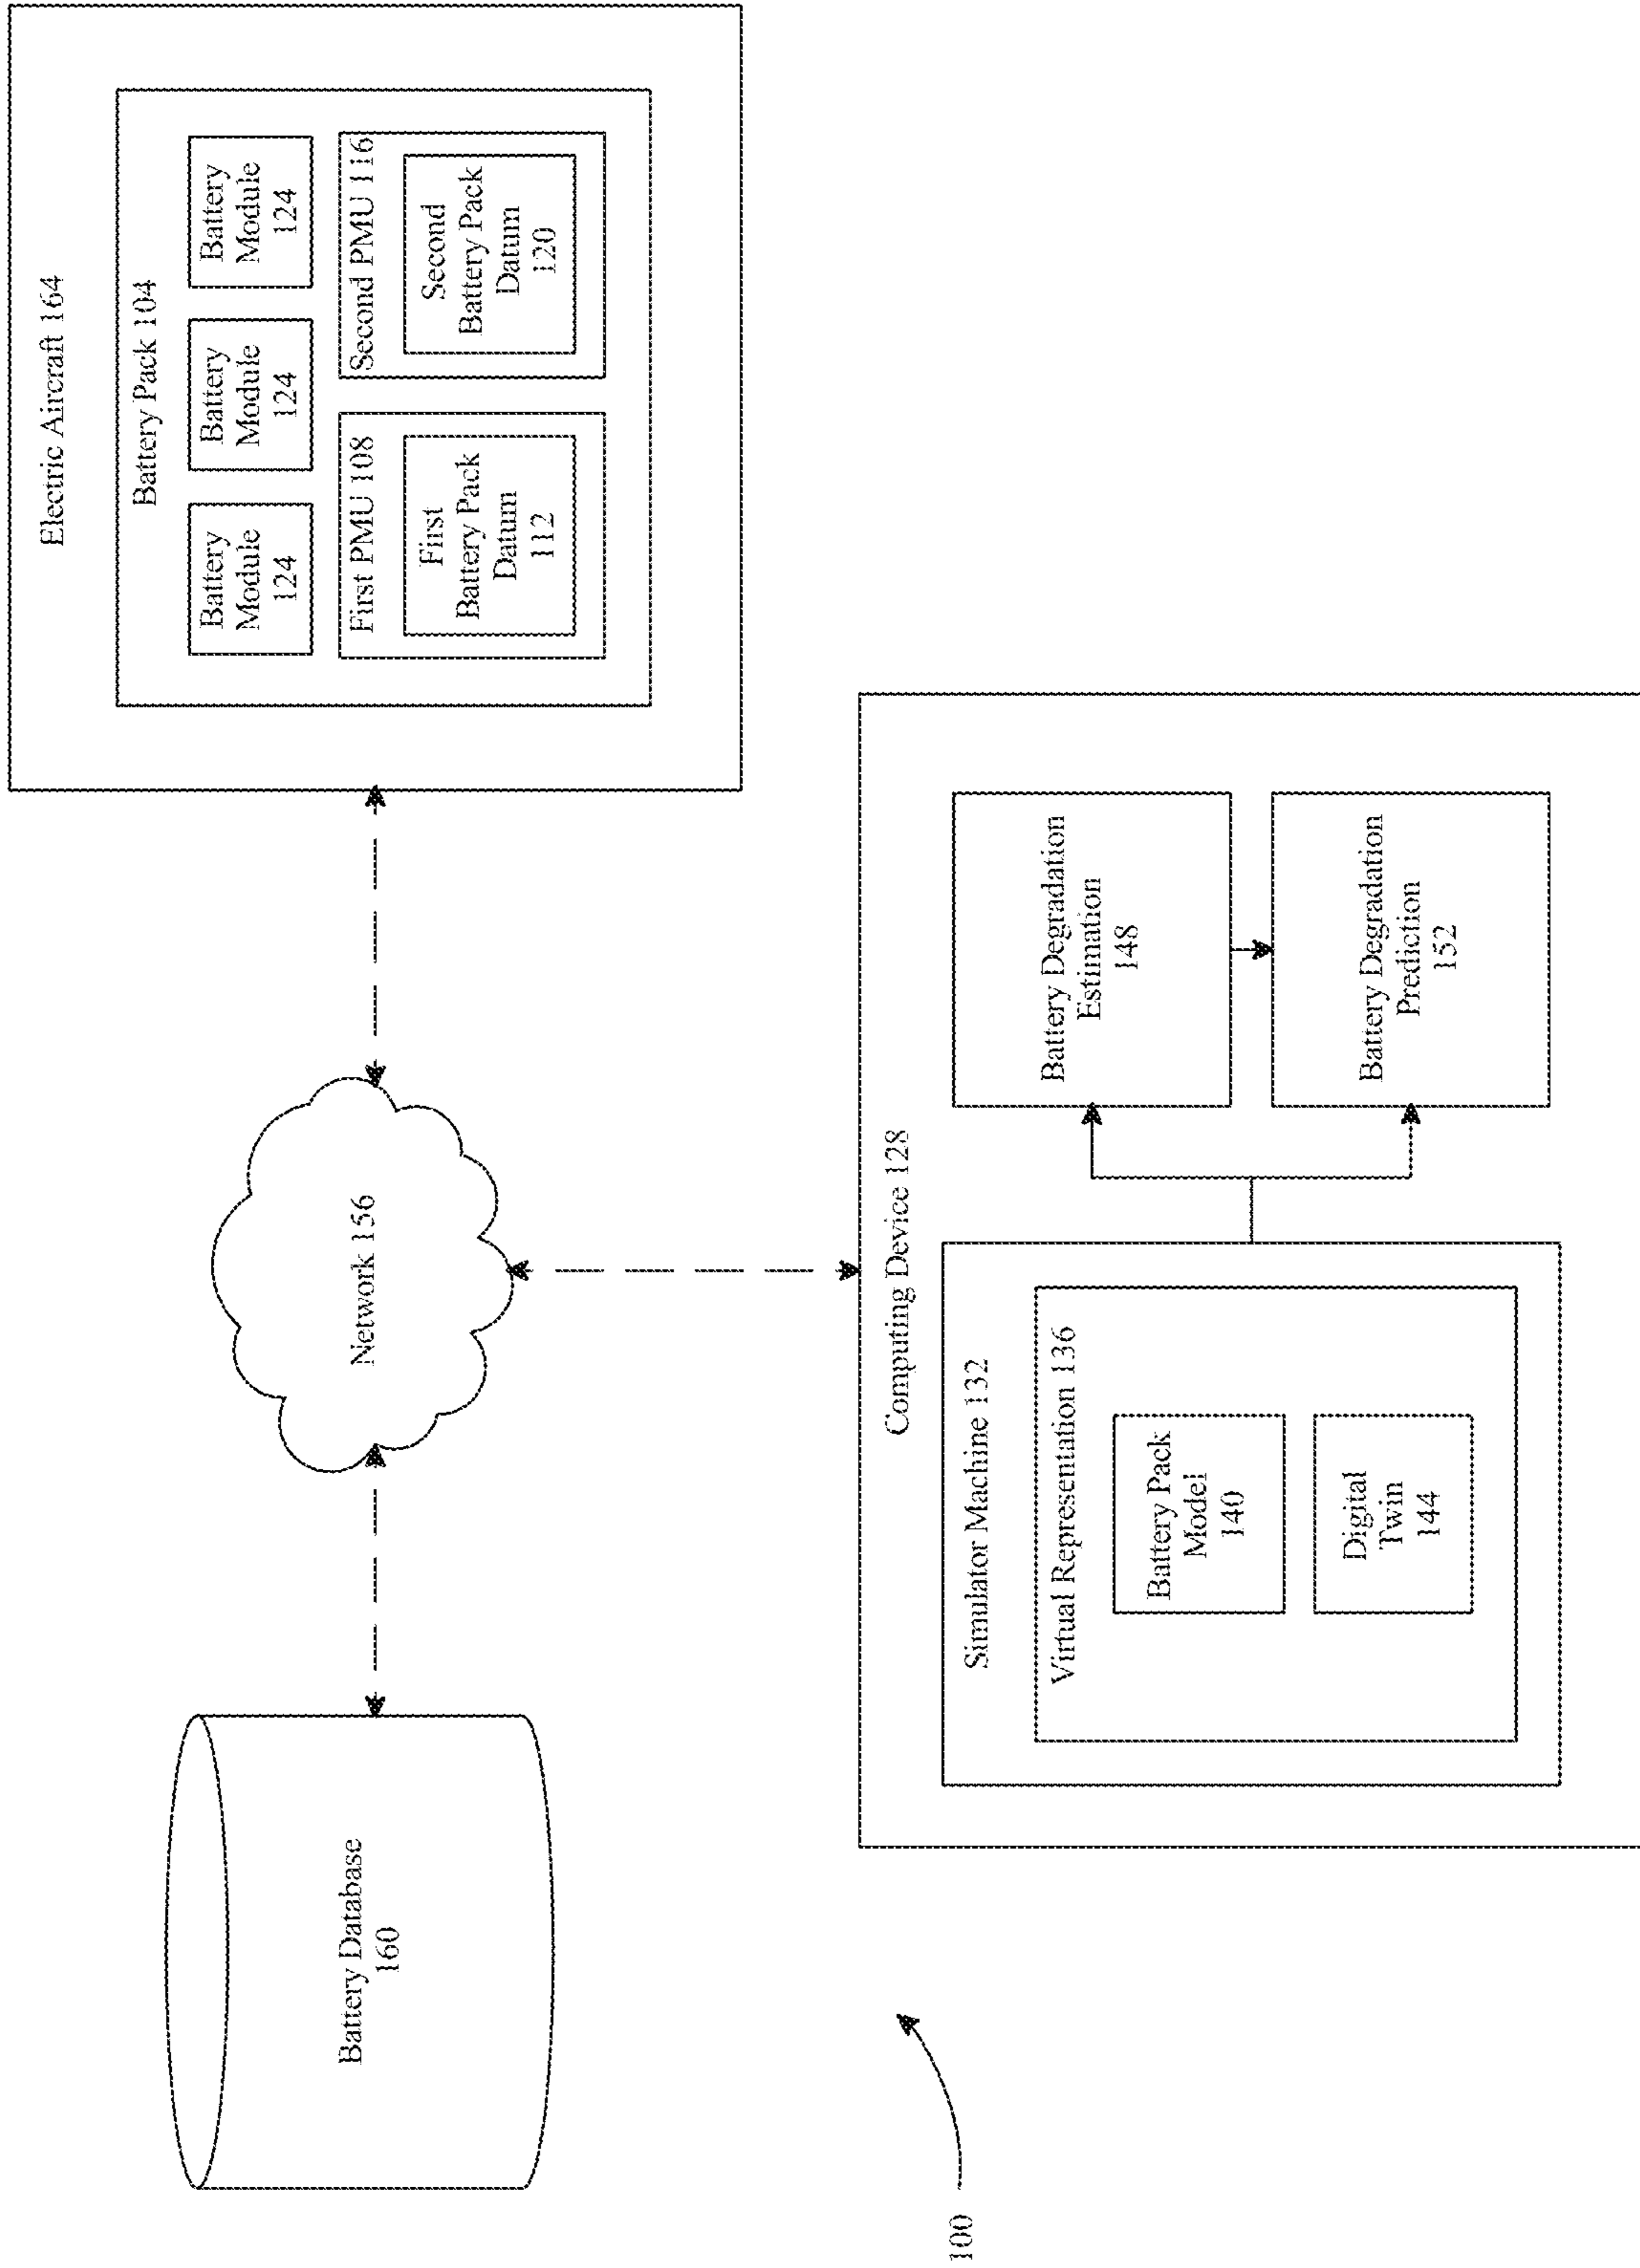 Electric Aircraft 164
Battery Pack 104
Battery
Module
124
Battery
Module
124
Battery
Module
124
First PMU 108
First
Battery Pack
Datum
112
Second PMU 116
Second
Battery Pack
Datum
120
Network 156
Battery Database
160
Computing Device 128
Simulator Machine 132
Virtual Representation 136
Battery Pack
Model
140
Digital
Twin
144
Battery Degradation
Estimation
148
Battery Degradation
Prediction
152
100